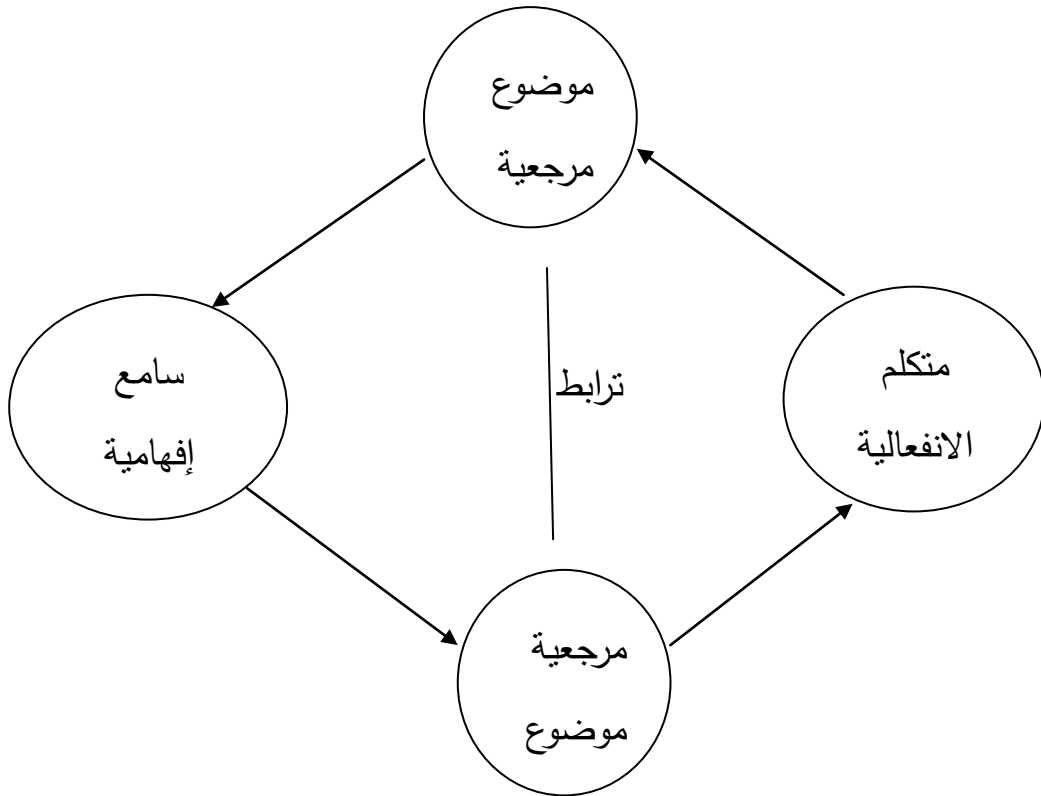 موضوع
مرجعية
متكلم
الانفعالية
ترابط
سامع
إفهامية
مرجعية
موضوع